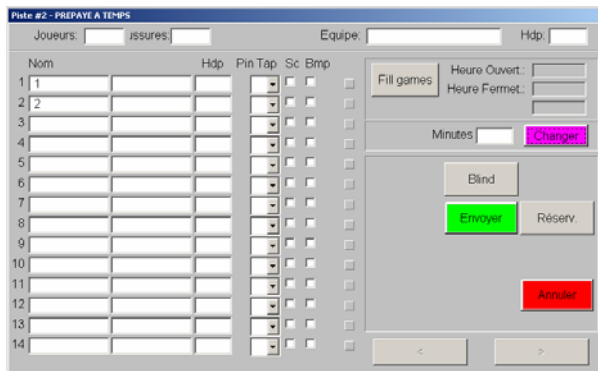 Piste #2 - PREPAYE A TEMPS
Joueurs: ussures: Equipe: Hdp:
Nom Hdp Pin Tap Sc Bmp
Fill games
Heure Ouvert.:
Heure Fermet.:
1 1
2 2
3
4
5
6
7
8
9
10
11
12
13
14
Minutes Changer
Blind
Envoyer Réserv.
Annuler
< >